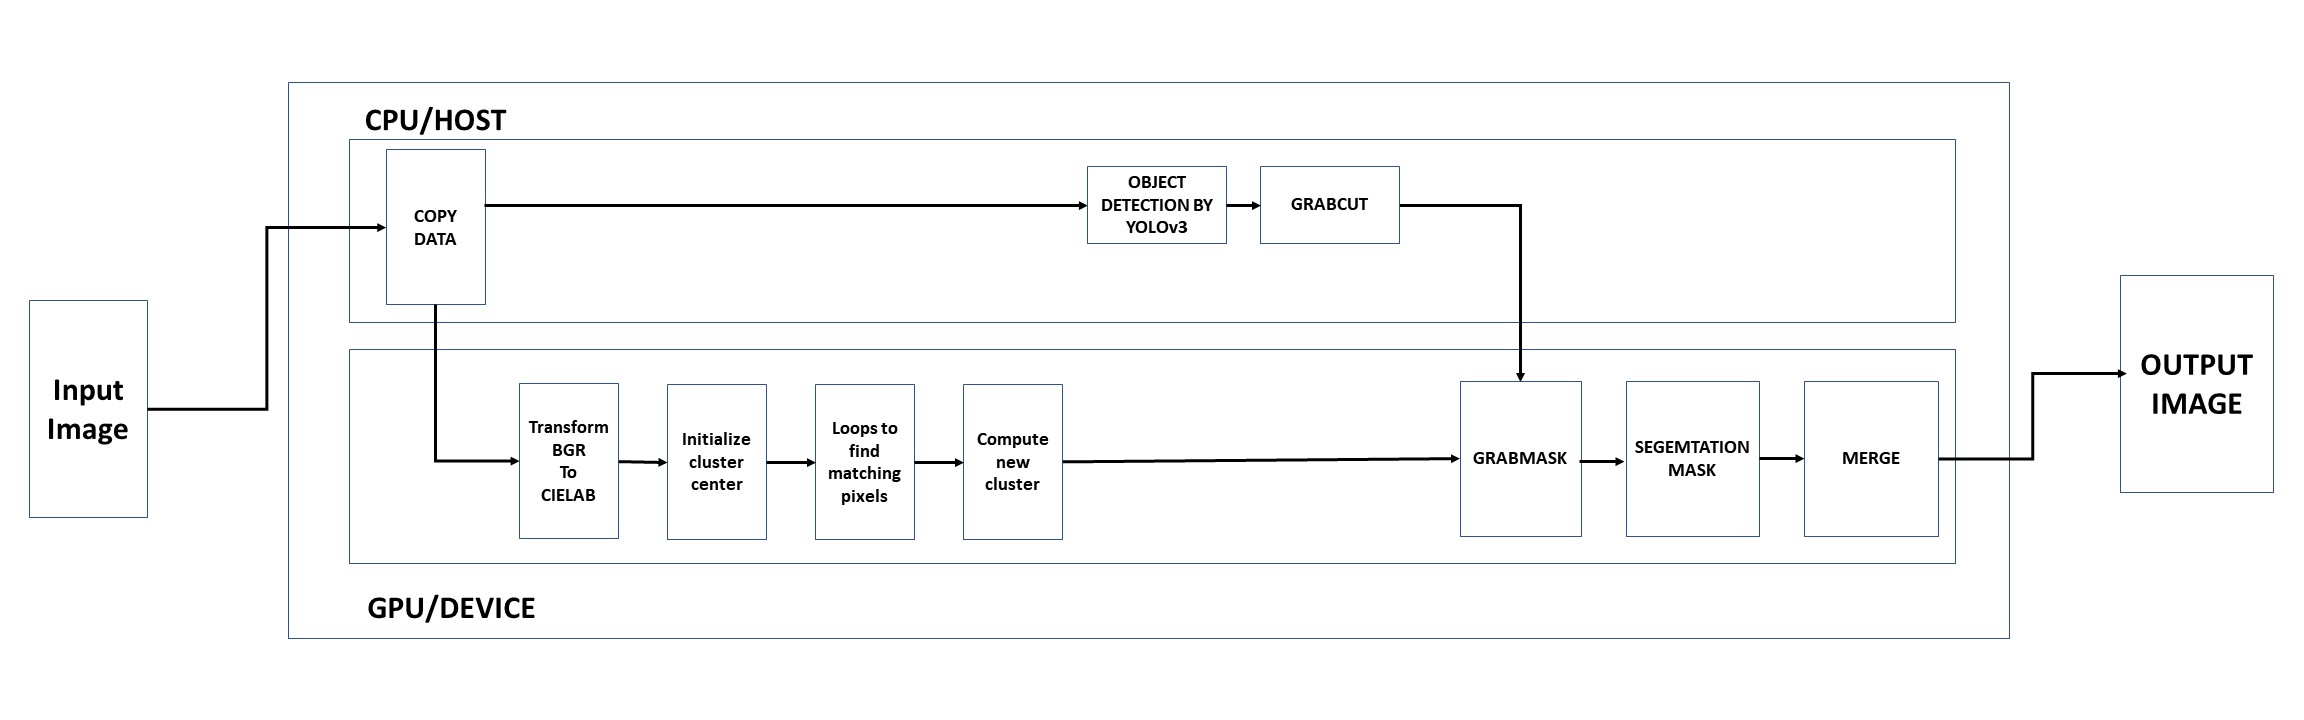 CPU/HOST
COPY
DATA
OBJECT
DETECTION BY
YOLOv3
GRABCUT
Input
Image
Transform
BGR
To
CIELAB
Initialize
cluster
center
Loops to
find
matching
pixels
Compute
new
cluster
GRABMASK
SEGEMTATION
MASK
MERGE
OUTPUT
IMAGE
GPU/DEVICE